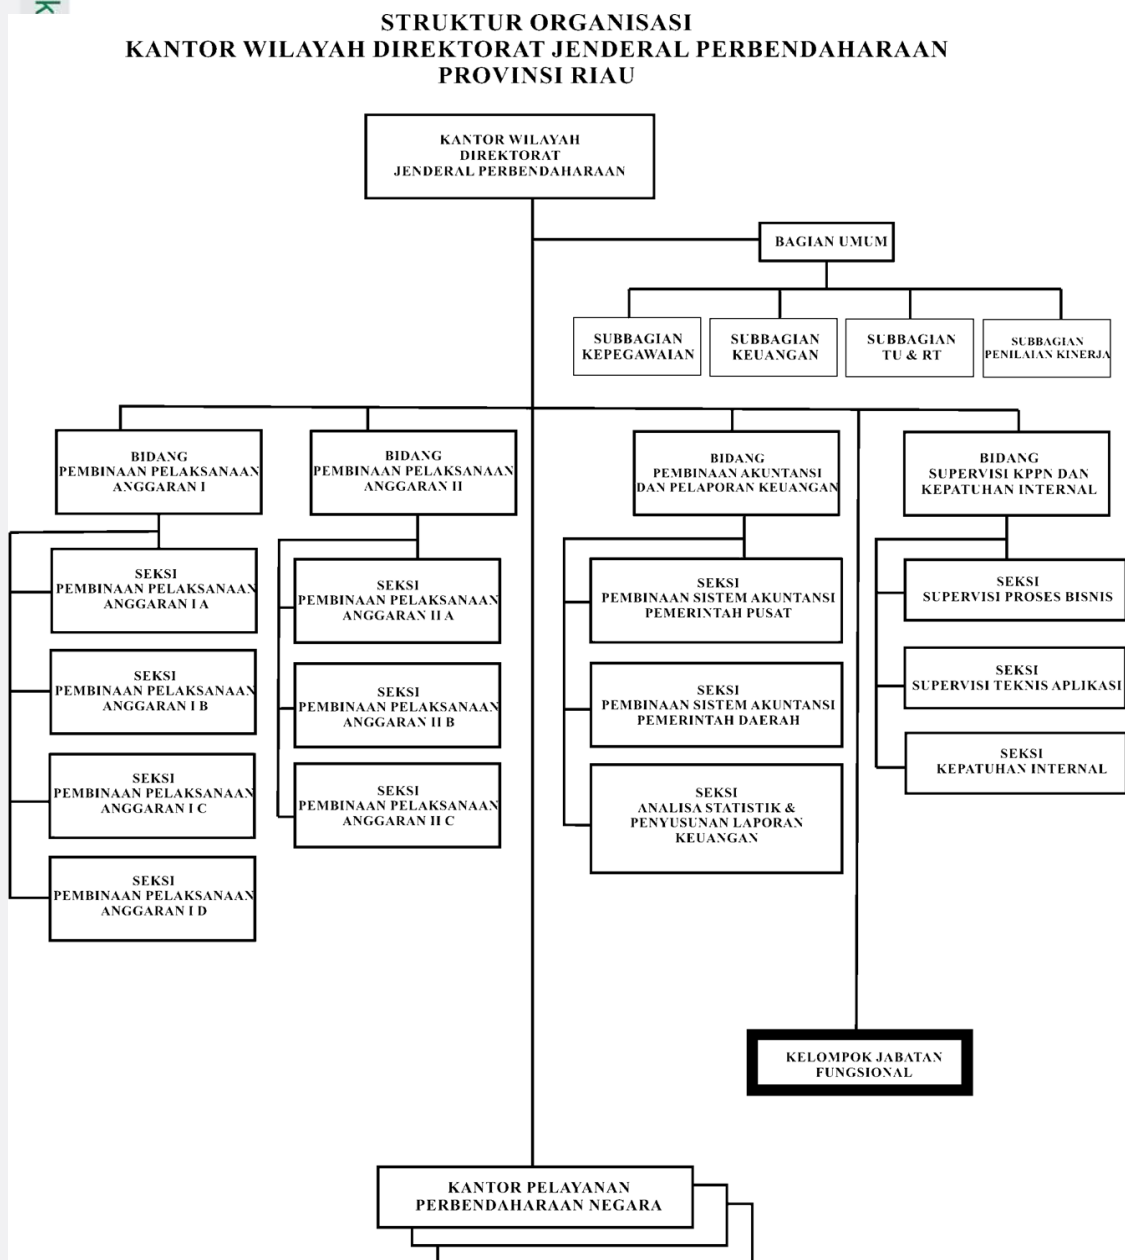 k
STRUKTUR ORGANISASI
KANTOR WILAYAH DIREKTORAT JENDERAL PERBENDAHARAAN
PROVINSI RIAU
KANTOR WILAYAH
DIREKTORAT
JENDERAL PERBENDAHARAAN
BAGIAN UMUM
SUBBAGIAN
KEPEGAWAIAN
SUBBAGIAN
KEUANGAN
SUBBAGIAN
TU & RT
SUBBAGIAN
PENILAIAN KINERJA
BIDANG
PEMBINAAN PELAKSANAAN
ANGGARAN I
BIDANG
PEMBINAAN PELAKSANAAN
ANGGARAN II
BIDANG
PEMBINAAN AKUNTANSI
DAN PELAPORAN KEUANGAN
BIDANG
SUPERVISI KPPN DAN
KEPATUHAN INTERNAL
SEKSI
PEMBINAAN PELAKSANAAN
ANGGARAN I A
SEKSI
PEMBINAAN PELAKSANAAN
ANGGARAN I B
SEKSI
PEMBINAAN PELAKSANAAN
ANGGARAN I C
SEKSI
PEMBINAAN PELAKSANAAN
ANGGARAN I D
SEKSI
PEMBINAAN PELAKSANAAN
ANGGARAN II A
SEKSI
PEMBINAAN PELAKSANAAN
ANGGARAN II B
SEKSI
PEMBINAAN PELAKSANAAN
ANGGARAN II C
SEKSI
PEMBINAAN SISTEM AKUNTANSI
PEMERINTAH PUSAT
SEKSI
PEMBINAAN SISTEM AKUNTANSI
PEMERINTAH DAERAH
SEKSI
ANALISA STATISTIK &
PENYUSUNAN LAPORAN
KEUANGAN
SEKSI
SUPERVISI PROSES BISNIS
SEKSI
SUPERVISI TEKNIS APLIKASI
SEKSI
KEPATUHAN INTERNAL
KELOMPOK JABATAN
FUNGSIONAL
KANTOR PELAYANAN
PERBENDAHARAAN NEGARA